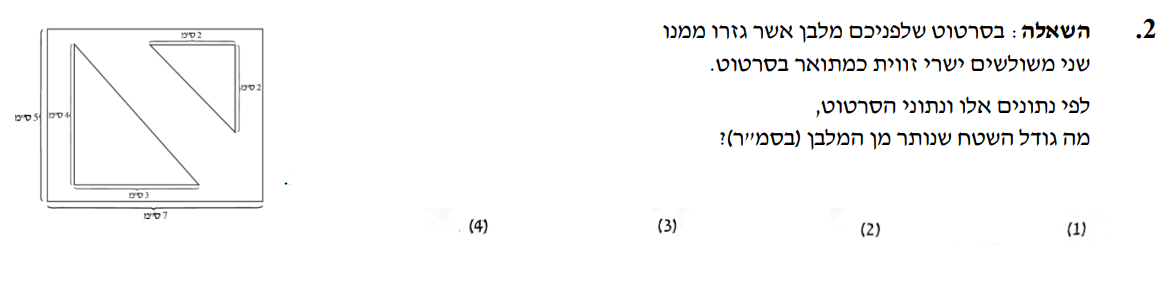 2. השאלה : בסרטוט שלפניכם מלבן אשר גזרו ממנו
שני משולשים ישרי זווית כמתואר בסרטוט.
לפי נתונים אלו ונתוני הסרטוט,
מה גודל השטח שנותר מן המלבן (בסמ״ר)?
2 ס״מ
2 ס״מ
5 ס״מ
4 ס״מ
3 ס״מ
7 ס״מ
(1) (2) (3) (4)